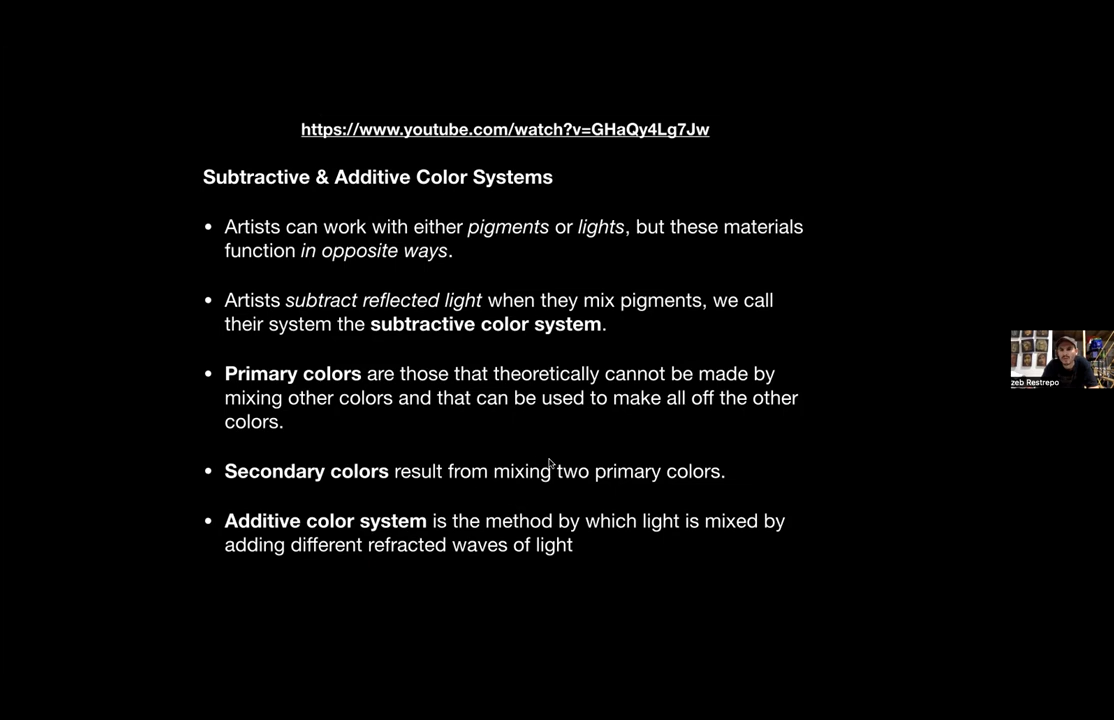 https://www.youtube.com/watch?v=GHaQy4Lg7Jw
Subtractive & Additive Color Systems
• Artists can work with either pigments or lights, but these materials
function in opposite ways.
• Artists subtract reflected light when they mix pigments, we call
their system the subtractive color system.
• Primary colors are those that theoretically cannot be made by
mixing other colors and that can be used to make all off the other
colors.
• Secondary colors result from mixing two primary colors.
• Additive color system is the method by which light is mixed by
adding different refracted waves of light
zeb Restrepo